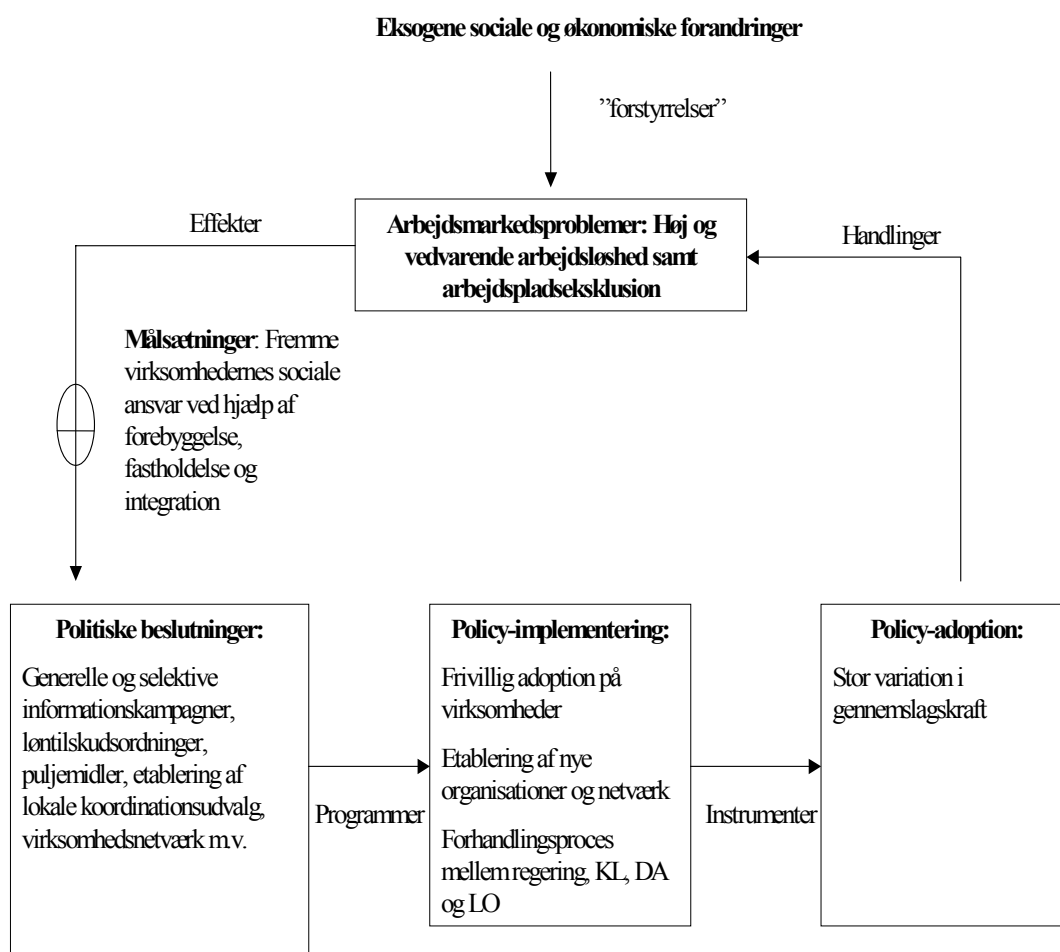 Eksogene sociale og økonomiske forandringer
”forstyrrelser”
Effekter
Arbejdsmarkedsproblemer: Høj og
vedvarende arbejdsløshed samt
arbejdspladseksklusion
Handlinger
Målsætninger: Fremme
virksomhedernes sociale
ansvar ved hjælp af
forebyggelse,
fastholdelse og
integration
Politiske beslutninger:
Generelle og selektive
informationskampagner,
løntilskudsordninger,
puljemidler, etablering af
lokale koordinationsudvalg,
virksomhedsnetværk m.v.
Programmer
Policy-implementering:
Frivillig adoption på
virksomheder
Etablering af nye
organisationer og netværk
Forhandlingsproces
mellem regering, KL, DA
og LO
Instrumenter
Policy-adoption:
Stor variation i
gennemslagskraft